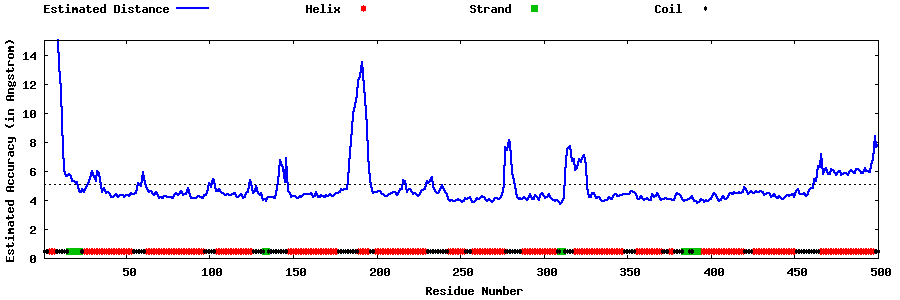 Estimated Distance Helix Strand Coil
Estimated Accuracy (in Angstrom)
14
12
10
8
6
4
2
0
50 100 150 200 250 300 350 400 450 500
Residue Number